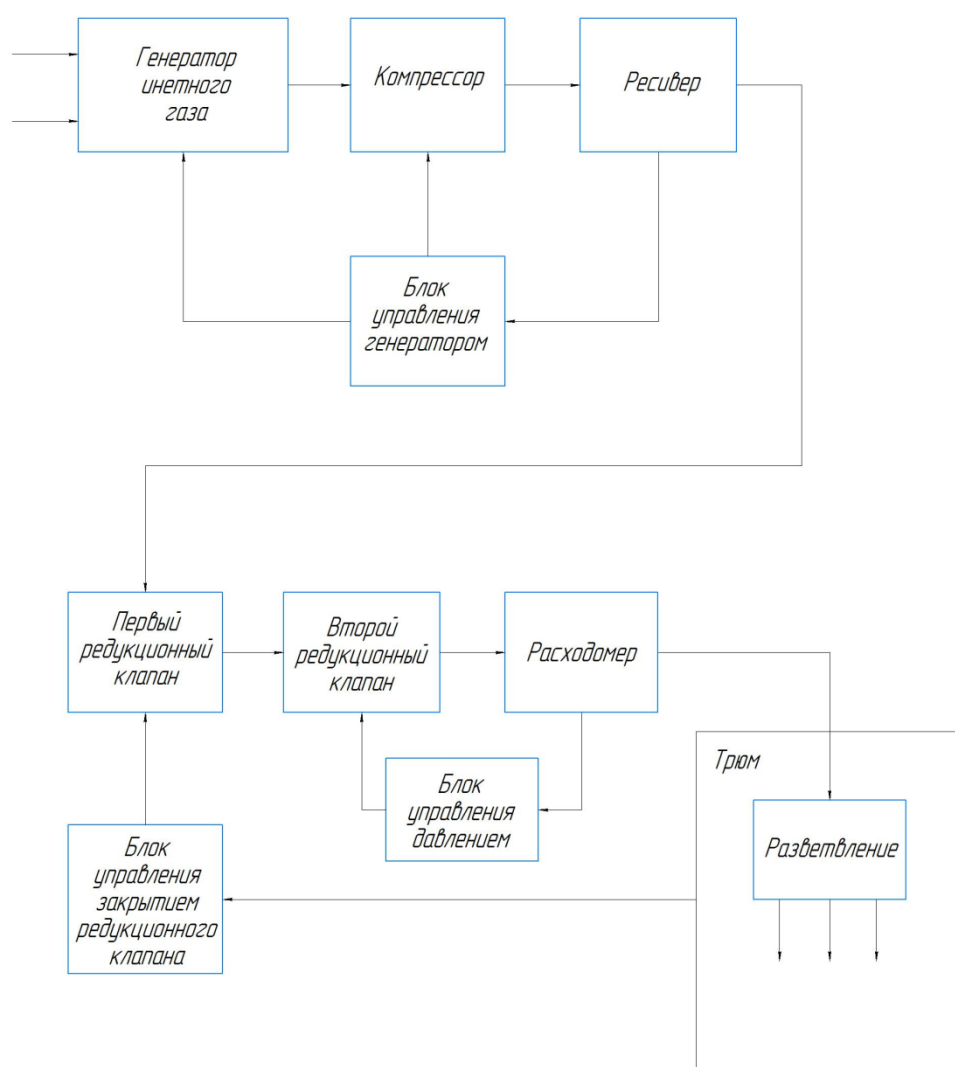 Генератор
инетного
газа
Компрессор
Ресивер
Блок
управления
генератором
Первый
редукционный
клапан
Второй
редукционный
клапан
Расходомер
Трюм
Блок
управления
давлением
Разветвление
Блок
управления
закрытием
редукционного
клапана